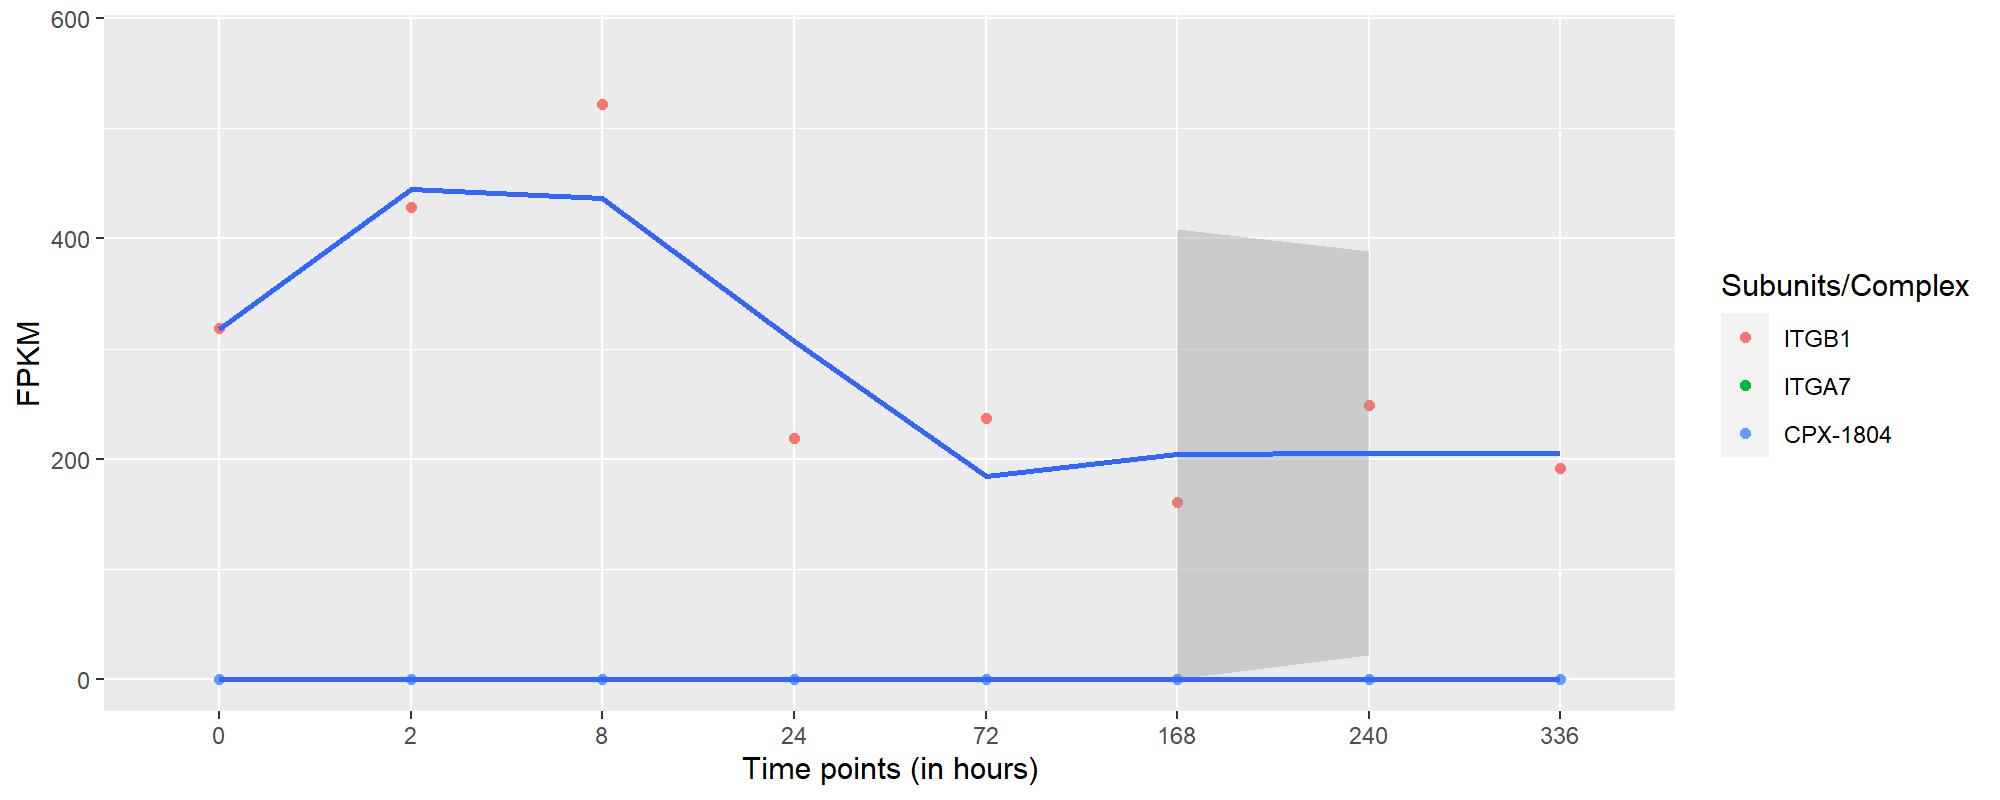 600
400
200
0
FPKM
0 2 8 24 72 168 240 336
Time points (in hours)
Subunits/Complex
ITGB1
ITGA7
CPX-1804